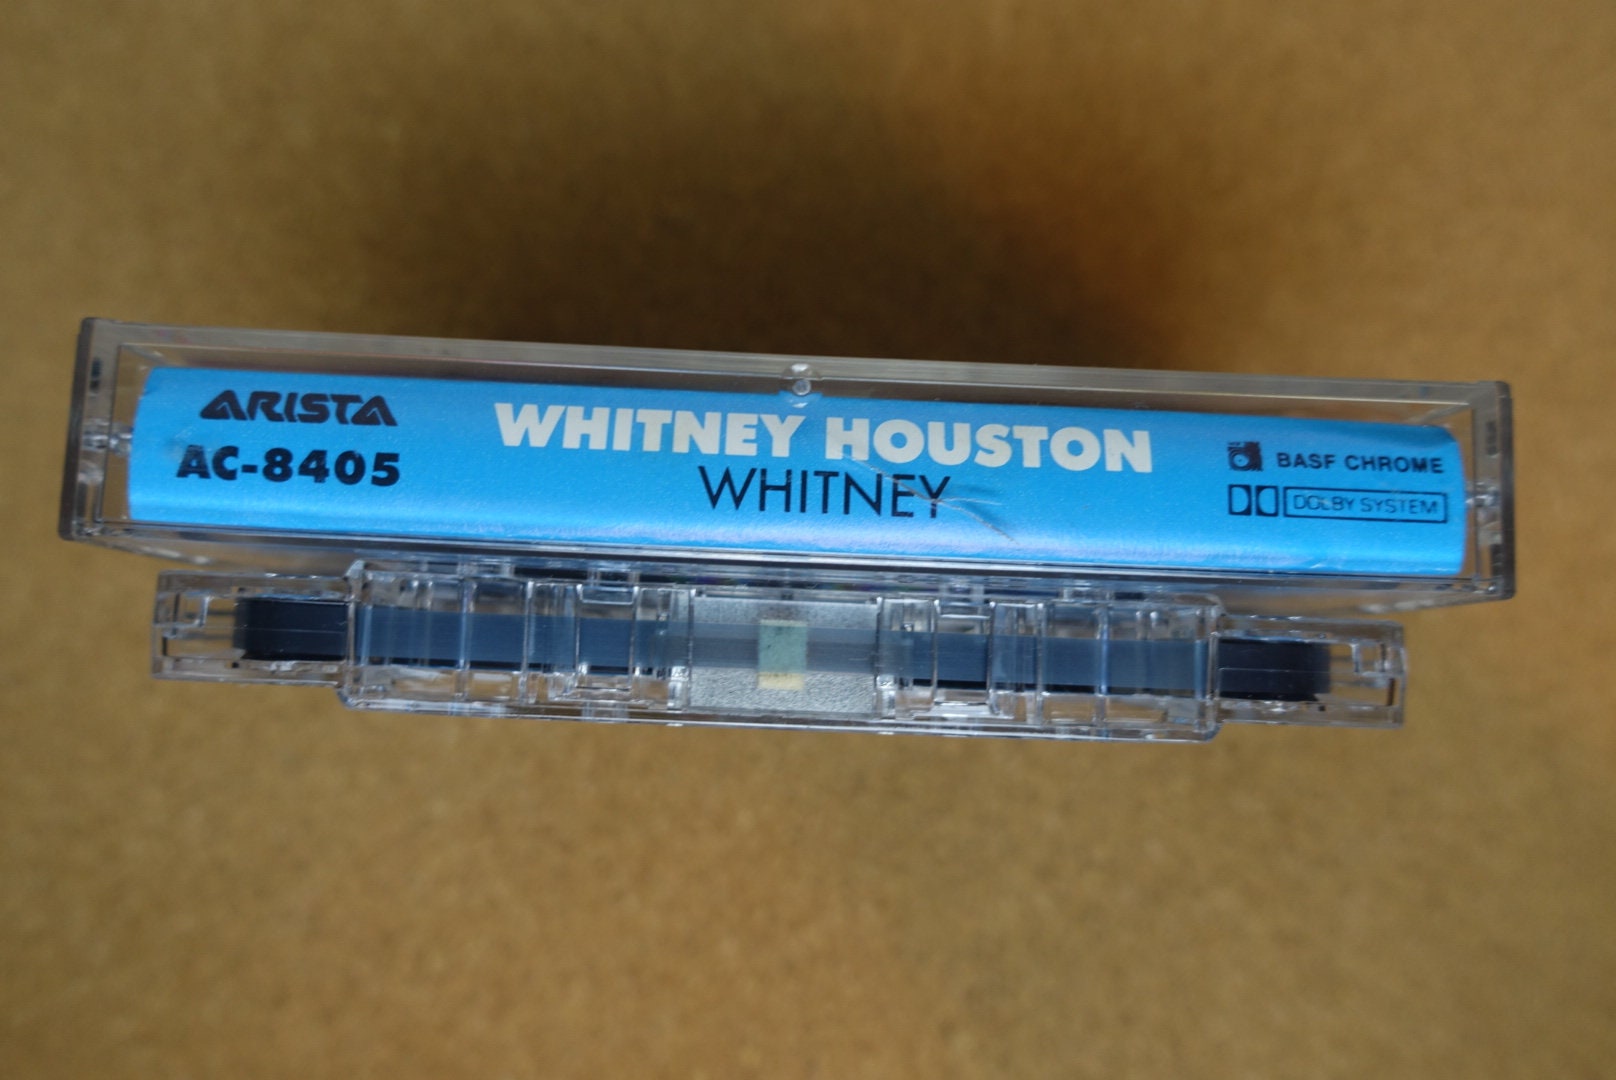 ARISTA
AC-8405
WHITNEY HOUSTON
WHITNEY
BASF CHROME
DOLBY SYSTEM